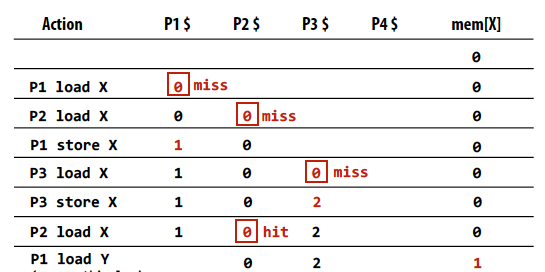 Action P1 $ P2 $ P3 $ P4 $ mem[X]
0
P1 load X 0 miss 0
P2 load X 0 0 miss 0
P1 store X 1 0 0
P3 load X 1 0 0 miss 0
P3 store X 1 0 2 0
P2 load X 1 0 hit 2 0
P1 load Y 0 2 1